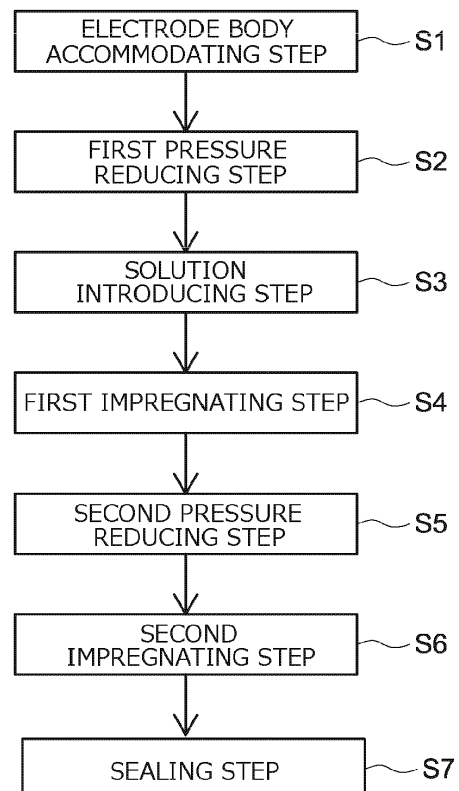 ELECTRODE BODY
ACCOMMODATING STEP
S1
FIRST PRESSURE
REDUCING STEP
S2
SOLUTION
INTRODUCING STEP
S3
FIRST IMPREGNATING STEP
S4
SECOND PRESSURE
REDUCING STEP
S5
SECOND
IMPREGNATING STEP
S6
SEALING STEP
S7